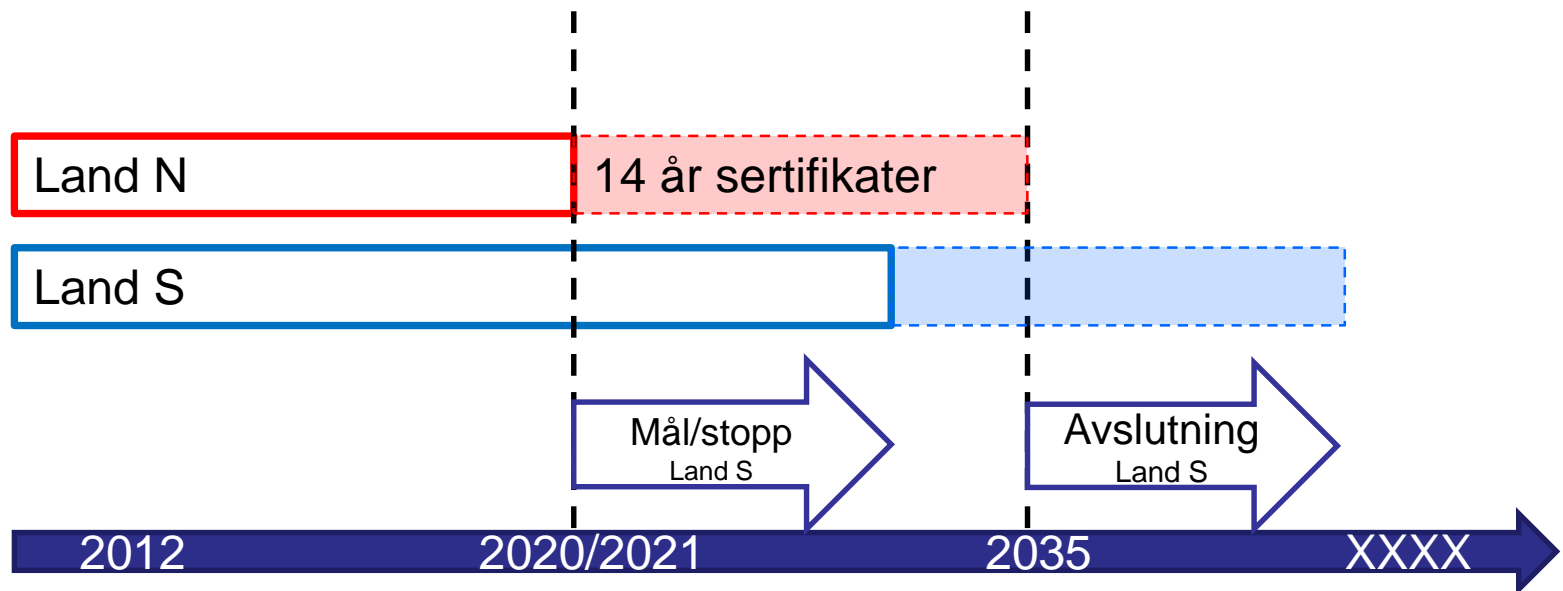 Land N
14 år sertifikater
Land S
Mål/stopp
Land S
Avslutning
Land S
2012
2020/2021
2035
XXXX